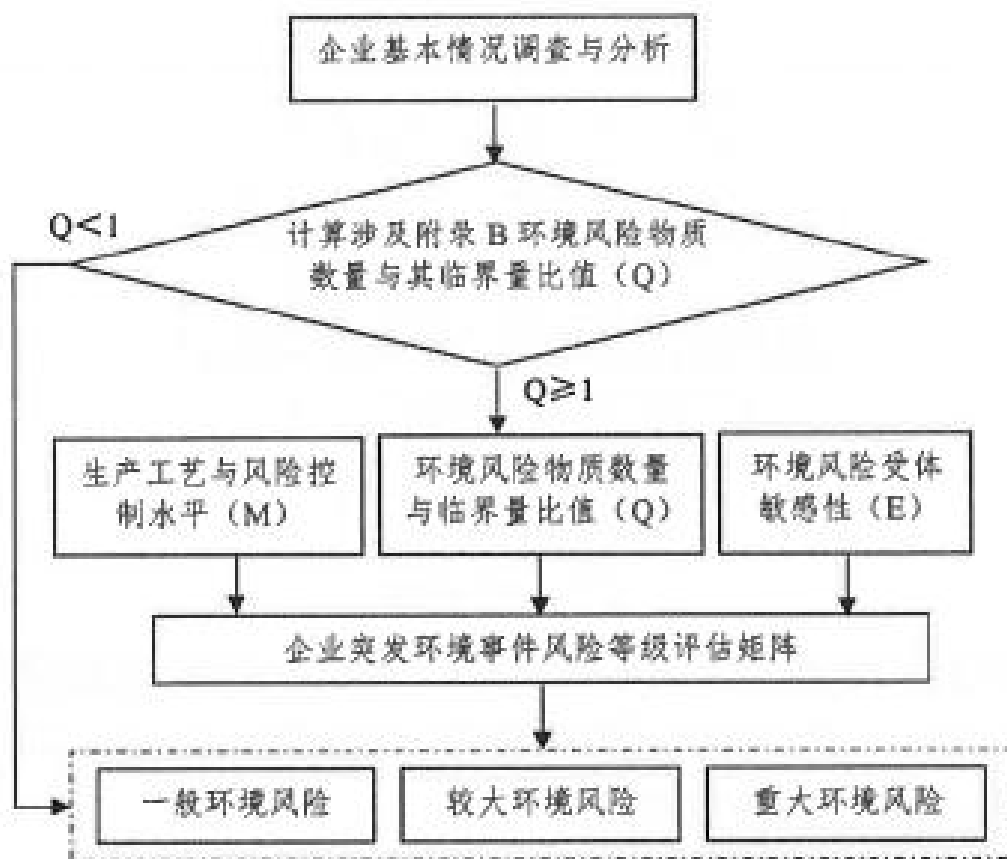 企业基本情况调查与分析
Q<1
计算涉及附录 B 环境风险物质
数量与其临界量比值（Q）
Q≥1
生产工艺与风险控
制水平（M）
环境风险物质数量
与临界量比值（Q）
环境风险受体
敏感性（E）
企业突发环境事件风险等级评估矩阵
一般环境风险
较大环境风险
重大环境风险